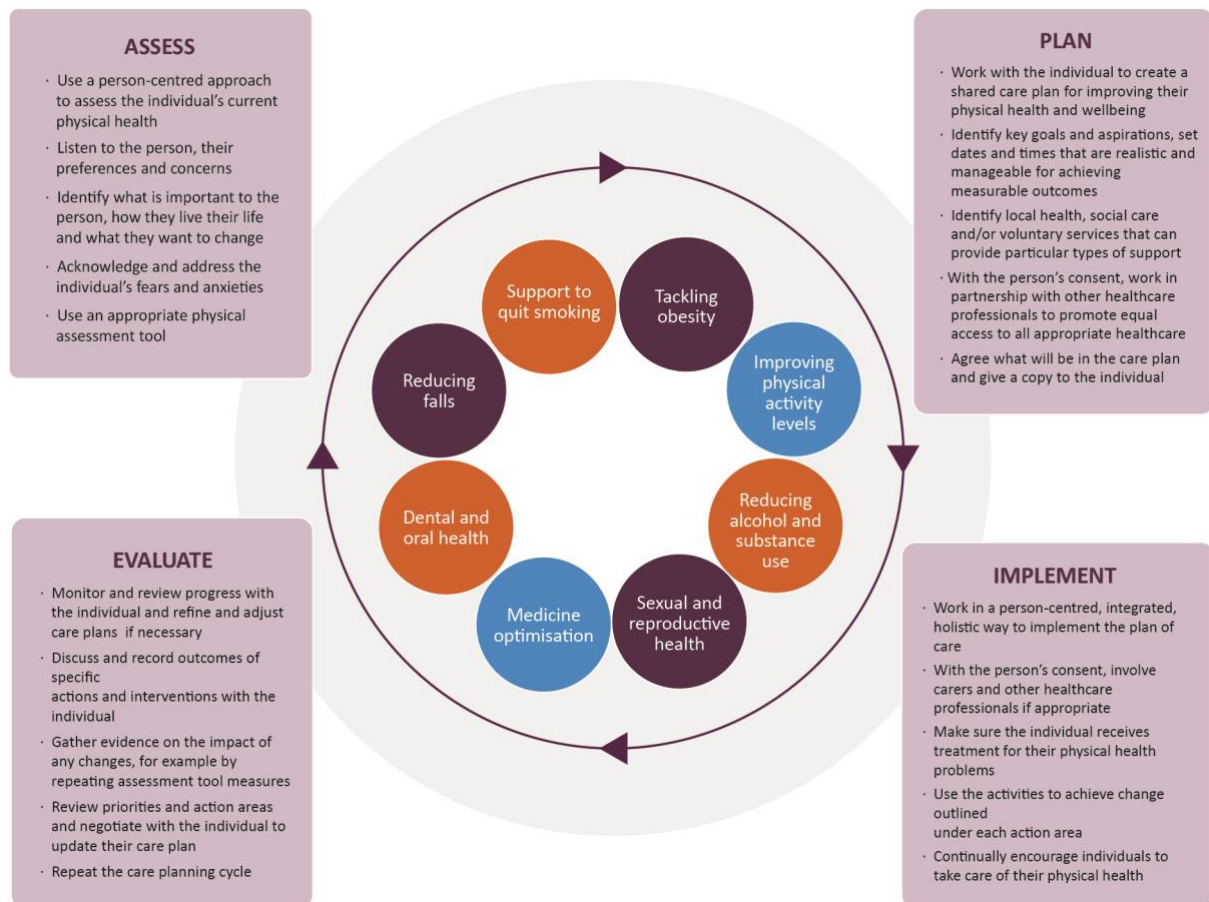 ASSESS
· Use a person-centred approach
to assess the individual's current
physical health
· Listen to the person, their
preferences and concerns
· Identify what is important to the
person, how they live their life
and what they want to change
· Acknowledge and address the
individual's fears and anxieties
· Use an appropriate physical
assessment tool
PLAN
· Work with the individual to create a
shared care plan for improving their
physical health and wellbeing
· Identify key goals and aspirations, set
dates and times that are realistic and
manageable for achieving
measurable outcomes
· Identify local health, social care
and/or voluntary services that can
provide particular types of support
· With the person's consent, work in
partnership with other healthcare
professionals to promote equal
access to all appropriate healthcare
· Agree what will be in the care plan
and give a copy to the individual
Support to
quit smoking
Tackling
obesity
Improving
physical
activity
levels
Reducing
alcohol and
substance
use
Sexual and
reproductive
health
Medicine
optimisation
Dental and
oral health
Reducing
falls
EVALUATE
· Monitor and review progress with
the individual and refine and adjust
care plans if necessary
· Discuss and record outcomes of
specific
actions and interventions with the
individual
· Gather evidence on the impact of
any changes, for example by
repeating assessment tool measures
· Review priorities and action areas
and negotiate with the individual to
update their care plan
· Repeat the care planning cycle
IMPLEMENT
· Work in a person-centred, integrated,
holistic way to implement the plan of
care
· With the person's consent, involve
carers and other healthcare
professionals if appropriate
· Make sure the individual receives
treatment for their physical health
problems
· Use the activities to achieve change
outlined
under each action area
· Continually encourage individuals to
take care of their physical health